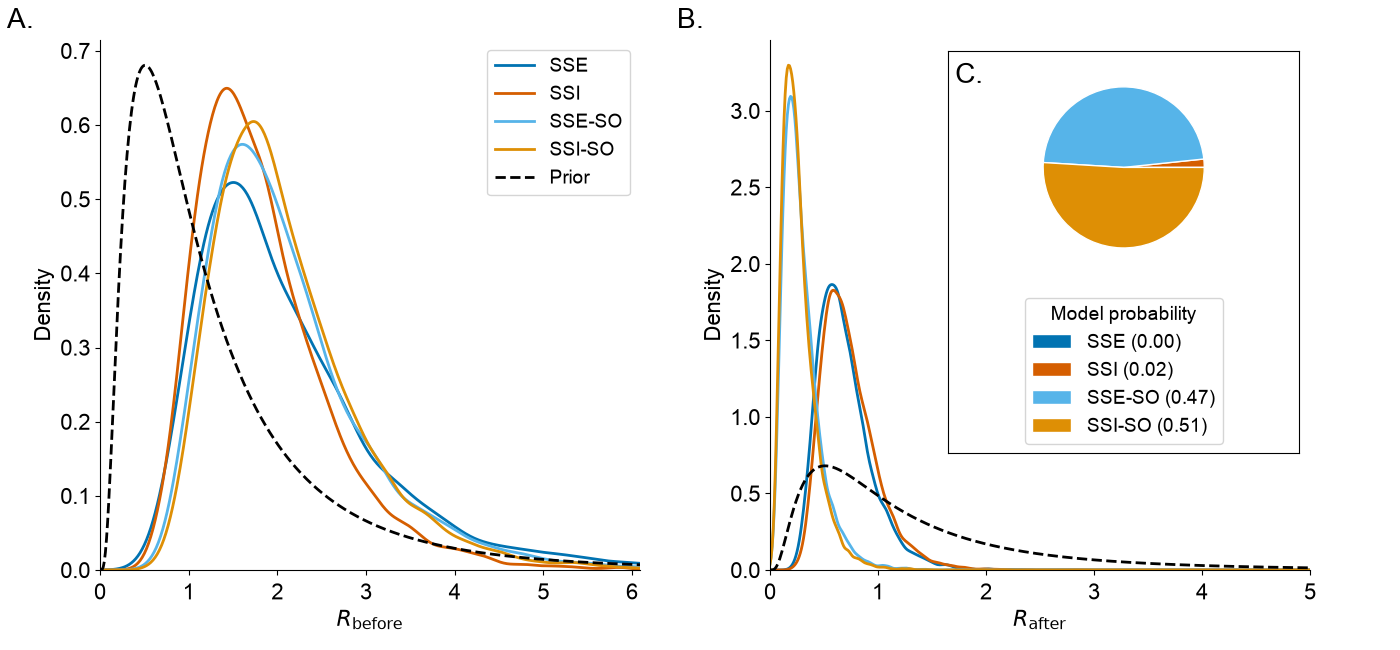 A.
0.7
0.6
0.5
0.4
0.3
0.2
0.1
0.0
Density
0
1
2
3
4
5
6
R_before
SSE
SSI
SSE-SO
SSI-SO
Prior
B.
3.0
2.5
2.0
1.5
1.0
0.5
0.0
Density
0
1
2
3
4
5
R_after
C.
Model probability
SSE (0.00)
SSI (0.02)
SSE-SO (0.47)
SSI-SO (0.51)